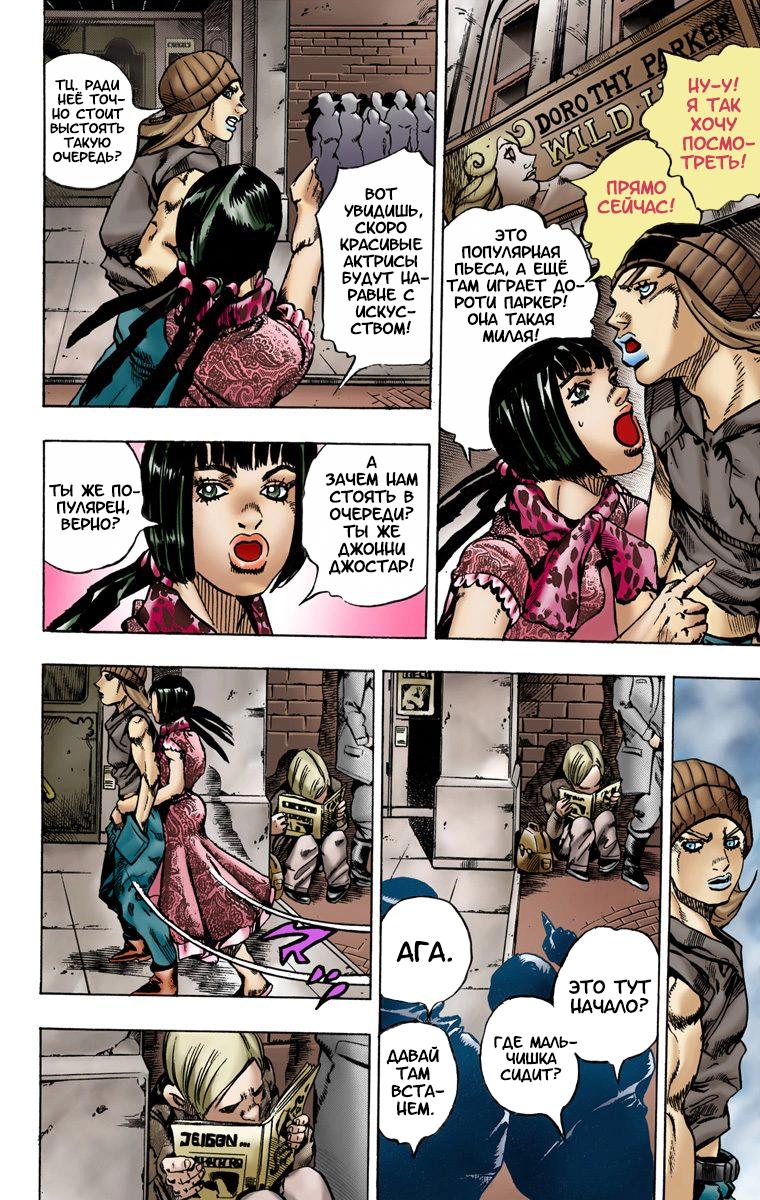 DOROTHY PARKER
WILD
НУ-У!
Я ТАК
ХОЧУ
ПОСМО-
ТРЕТЬ!
ПРЯМО
СЕЙЧАС!
ЭТО
ПОПУЛЯРНАЯ
ПЬЕСА, А ЕЩЁ
ТАМ ИГРАЕТ ДО-
РОТИ ПАРКЕР!
ОНА ТАКАЯ
МИЛАЯ!
ТЦ. РАДИ
НЕЁ ТОЧ-
НО СТОИТ
ВЫСТОЯТЬ
ТАКУЮ
ОЧЕРЕДЬ?
ВОТ
УВИДИШЬ,
СКОРО
КРАСИВЫЕ
АКТРИСЫ
БУДУТ НА-
РАВНЕ С
ИСКУС-
СТВОМ!
А
ЗАЧЕМ НАМ
СТОЯТЬ В
ОЧЕРЕДИ?
ТЫ ЖЕ
ДЖОННИ
ДЖОСТАР!
ТЫ ЖЕ ПО-
ПУЛЯРЕН,
ВЕРНО?
ЭТО ТУТ
НАЧАЛО?
ГДЕ МАЛЬ-
ЧИШКА
СИДИТ?
АГА.
ДАВАЙ
ТАМ
ВСТА-
НЕМ.